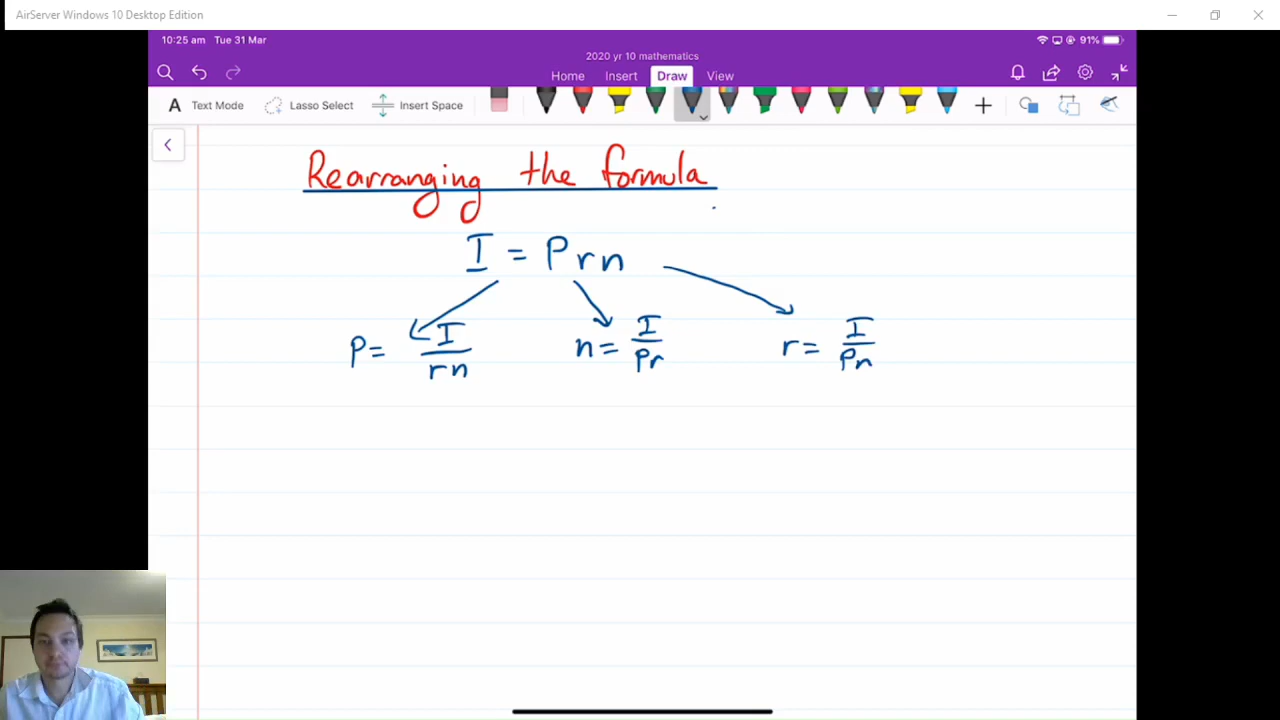 AirServer Windows 10 Desktop Edition
10:25 am Tue 31 Mar
91%
2020 yr 10 mathematics
Home Insert Draw View
A Text Mode Lasso Select Insert Space
Rearranging the formula
I = Prn
P = I/rn n = I/Pr r = I/Pn